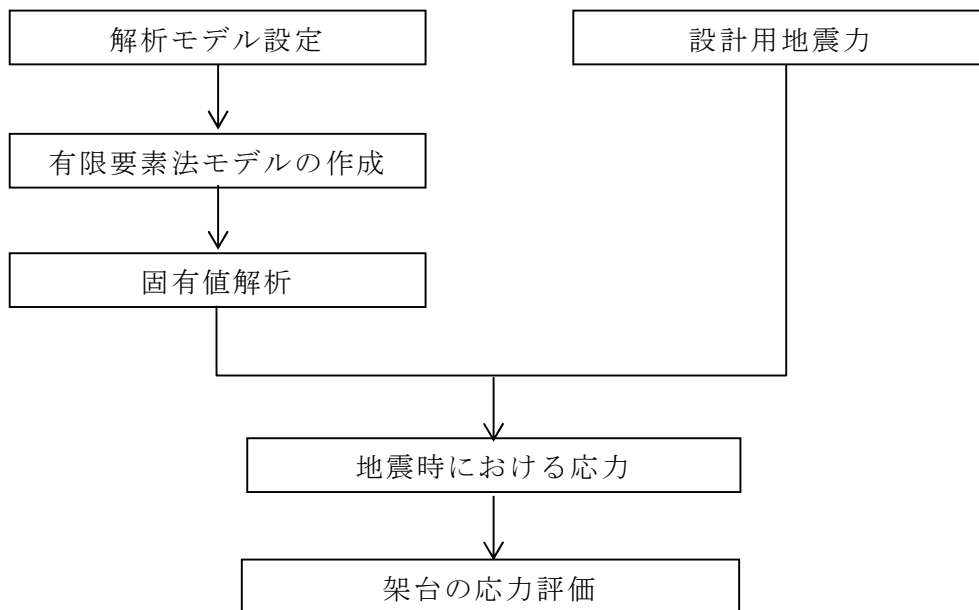 解析モデル設定
設計用地震力
有限要素法モデルの作成
固有値解析
地震時における応力
架台の応力評価